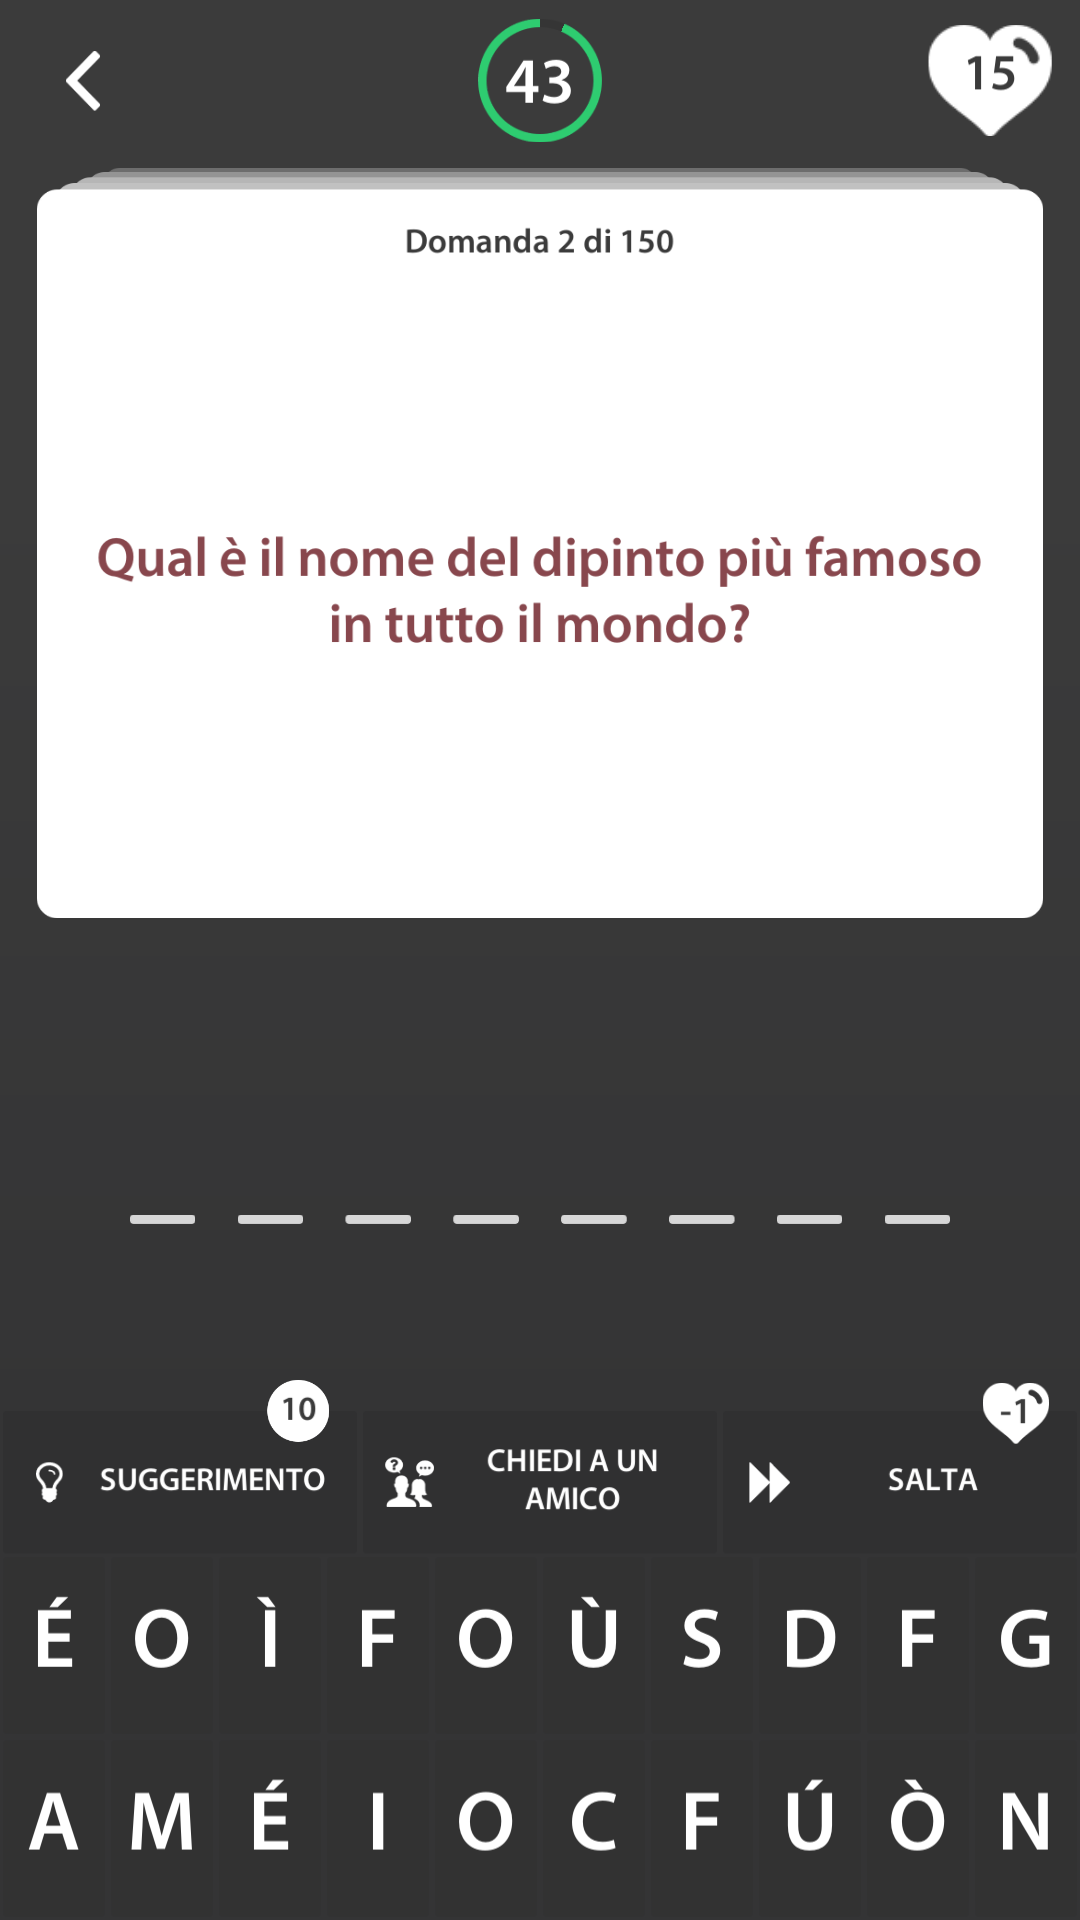 43
15
Domanda 2 di 150
Qual è il nome del dipinto più famoso
in tutto il mondo?
10
-1
SUGGERIMENTO
CHIEDI A UN
AMICO
SALTA
É O Ì F O Ù S D F G
A M É I O C F Ú Ò N